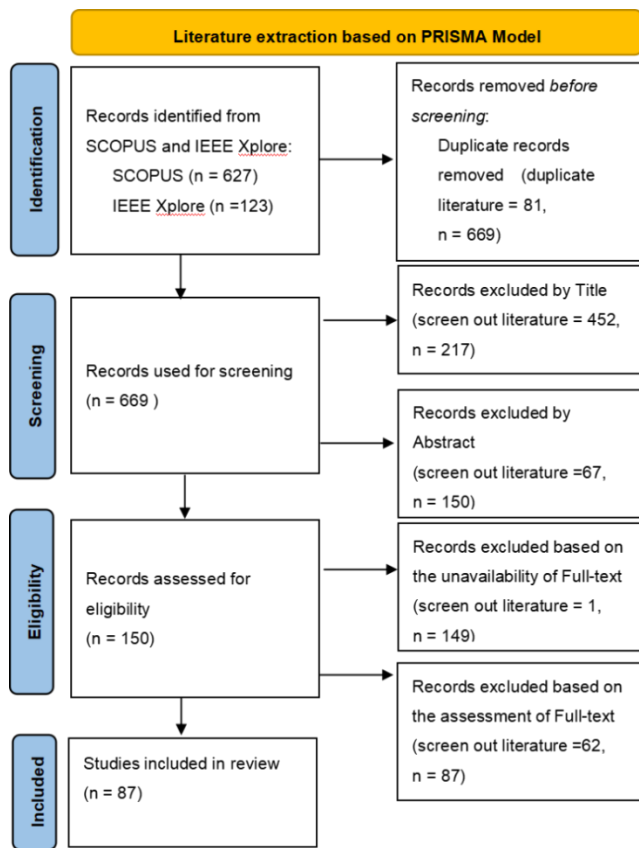 Literature extraction based on PRISMA Model
Identification
Records identified from
SCOPUS and IEEE Xplore:
SCOPUS (n = 627)
IEEE Xplore (n =123)
Records removed before
screening:
Duplicate records
removed (duplicate
literature = 81,
n = 669)
Screening
Records used for screening
(n = 669 )
Records excluded by Title
(screen out literature = 452,
n = 217)
Records excluded by
Abstract
(screen out literature =67,
n = 150)
Eligibility
Records assessed for
eligibility
(n = 150)
Records excluded based on
the unavailability of Full-text
(screen out literature = 1,
n = 149)
Records excluded based on
the assessment of Full-text
(screen out literature =62,
n = 87)
Included
Studies included in review
(n = 87)